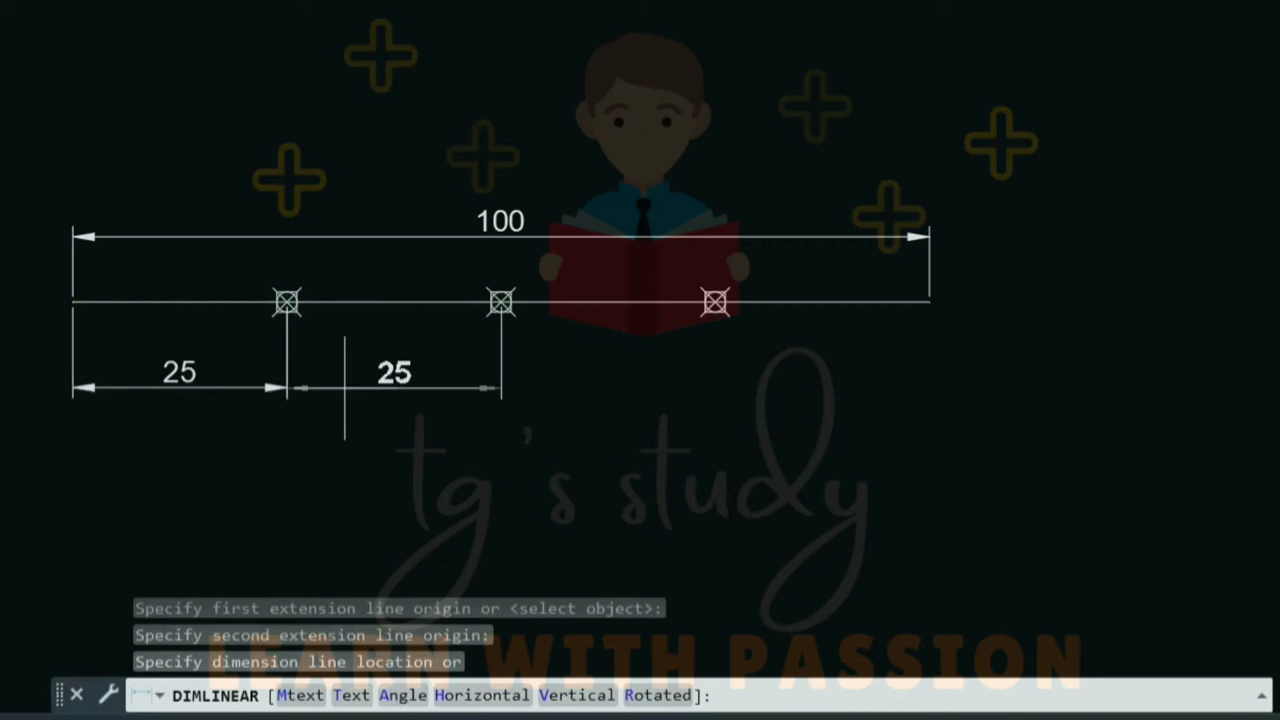 100
25
25
tg's study
LEARN WITH PASSION
Specify first extension line origin or <select object>:
Specify second extension line origin:
Specify dimension line location or
DIMLINEAR [Mtext Text Angle Horizontal Vertical Rotated]: